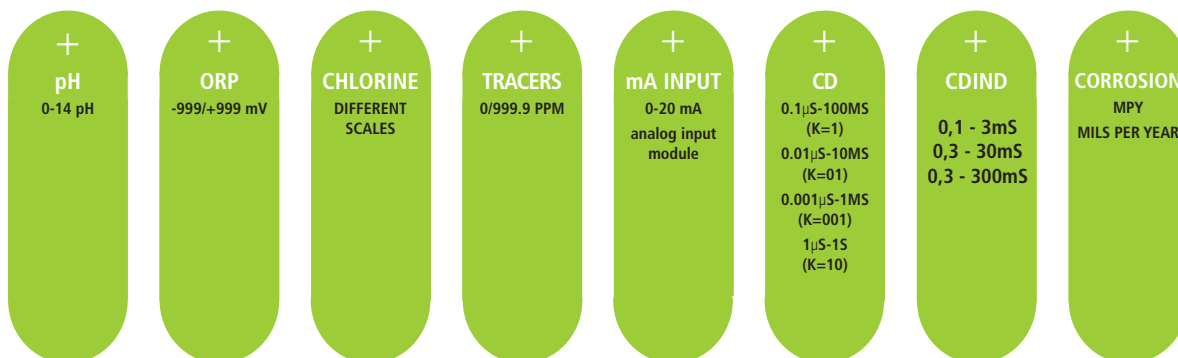 +
pH
0-14 pH
+
ORP
-999/+999 mV
+
CHLORINE
DIFFERENT
SCALES
+
TRACERS
0/999.9 PPM
+
mA INPUT
0-20 mA
analog input
module
+
CD
0.1µS-100MS
(K=1)
0.01µS-10MS
(K=01)
0.001µS-1MS
(K=001)
1µS-1S
(K=10)
+
CDIND
0,1 - 3mS
0,3 - 30mS
0,3 - 300mS
+
CORROSION
MPY
MILS PER YEAR